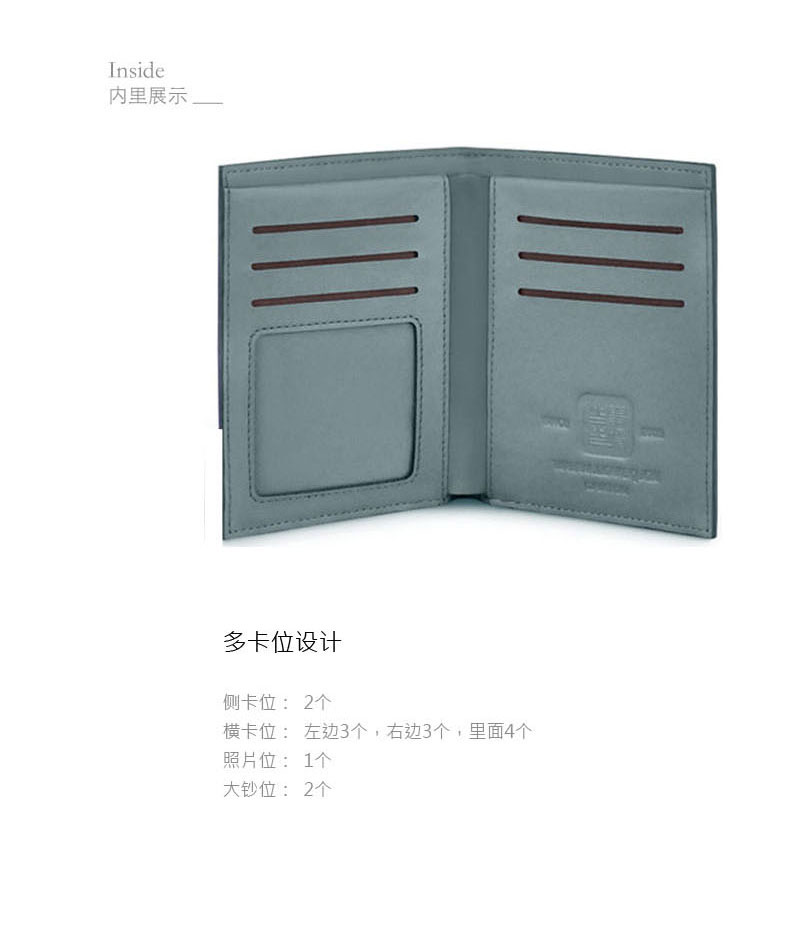 Inside
内里展示
多卡位设计
侧卡位： 2个
横卡位： 左边3个，右边3个，里面4个
照片位： 1个
大钞位： 2个